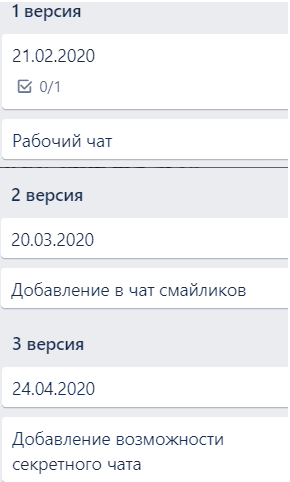 1 версия
21.02.2020
0/1
Рабочий чат
2 версия
20.03.2020
Добавление в чат смайликов
3 версия
24.04.2020
Добавление возможности
секретного чата